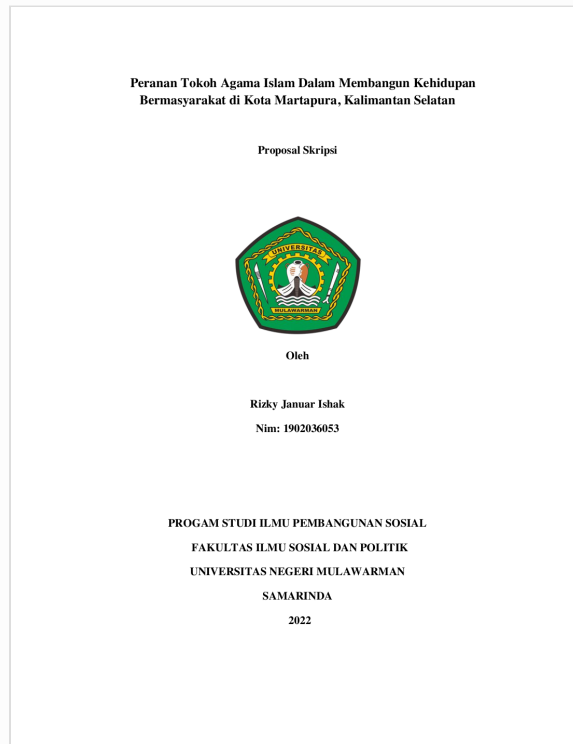 Peranan Tokoh Agama Islam Dalam Membangun Kehidupan
Bermasyarakat di Kota Martapura, Kalimantan Selatan
Proposal Skripsi
UNIVERSITAS
MULAWARMAN
Oleh
Rizky Januar Ishak
Nim: 1902036053
PROGAM STUDI ILMU PEMBANGUNAN SOSIAL
FAKULTAS ILMU SOSIAL DAN POLITIK
UNIVERSITAS NEGERI MULAWARMAN
SAMARINDA
2022